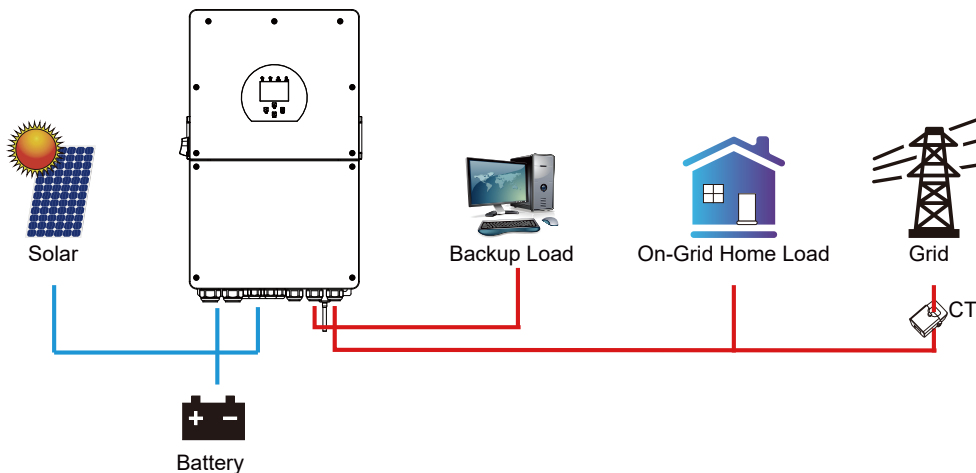 Solar
Backup Load
On-Grid Home Load
Grid
CT
Battery